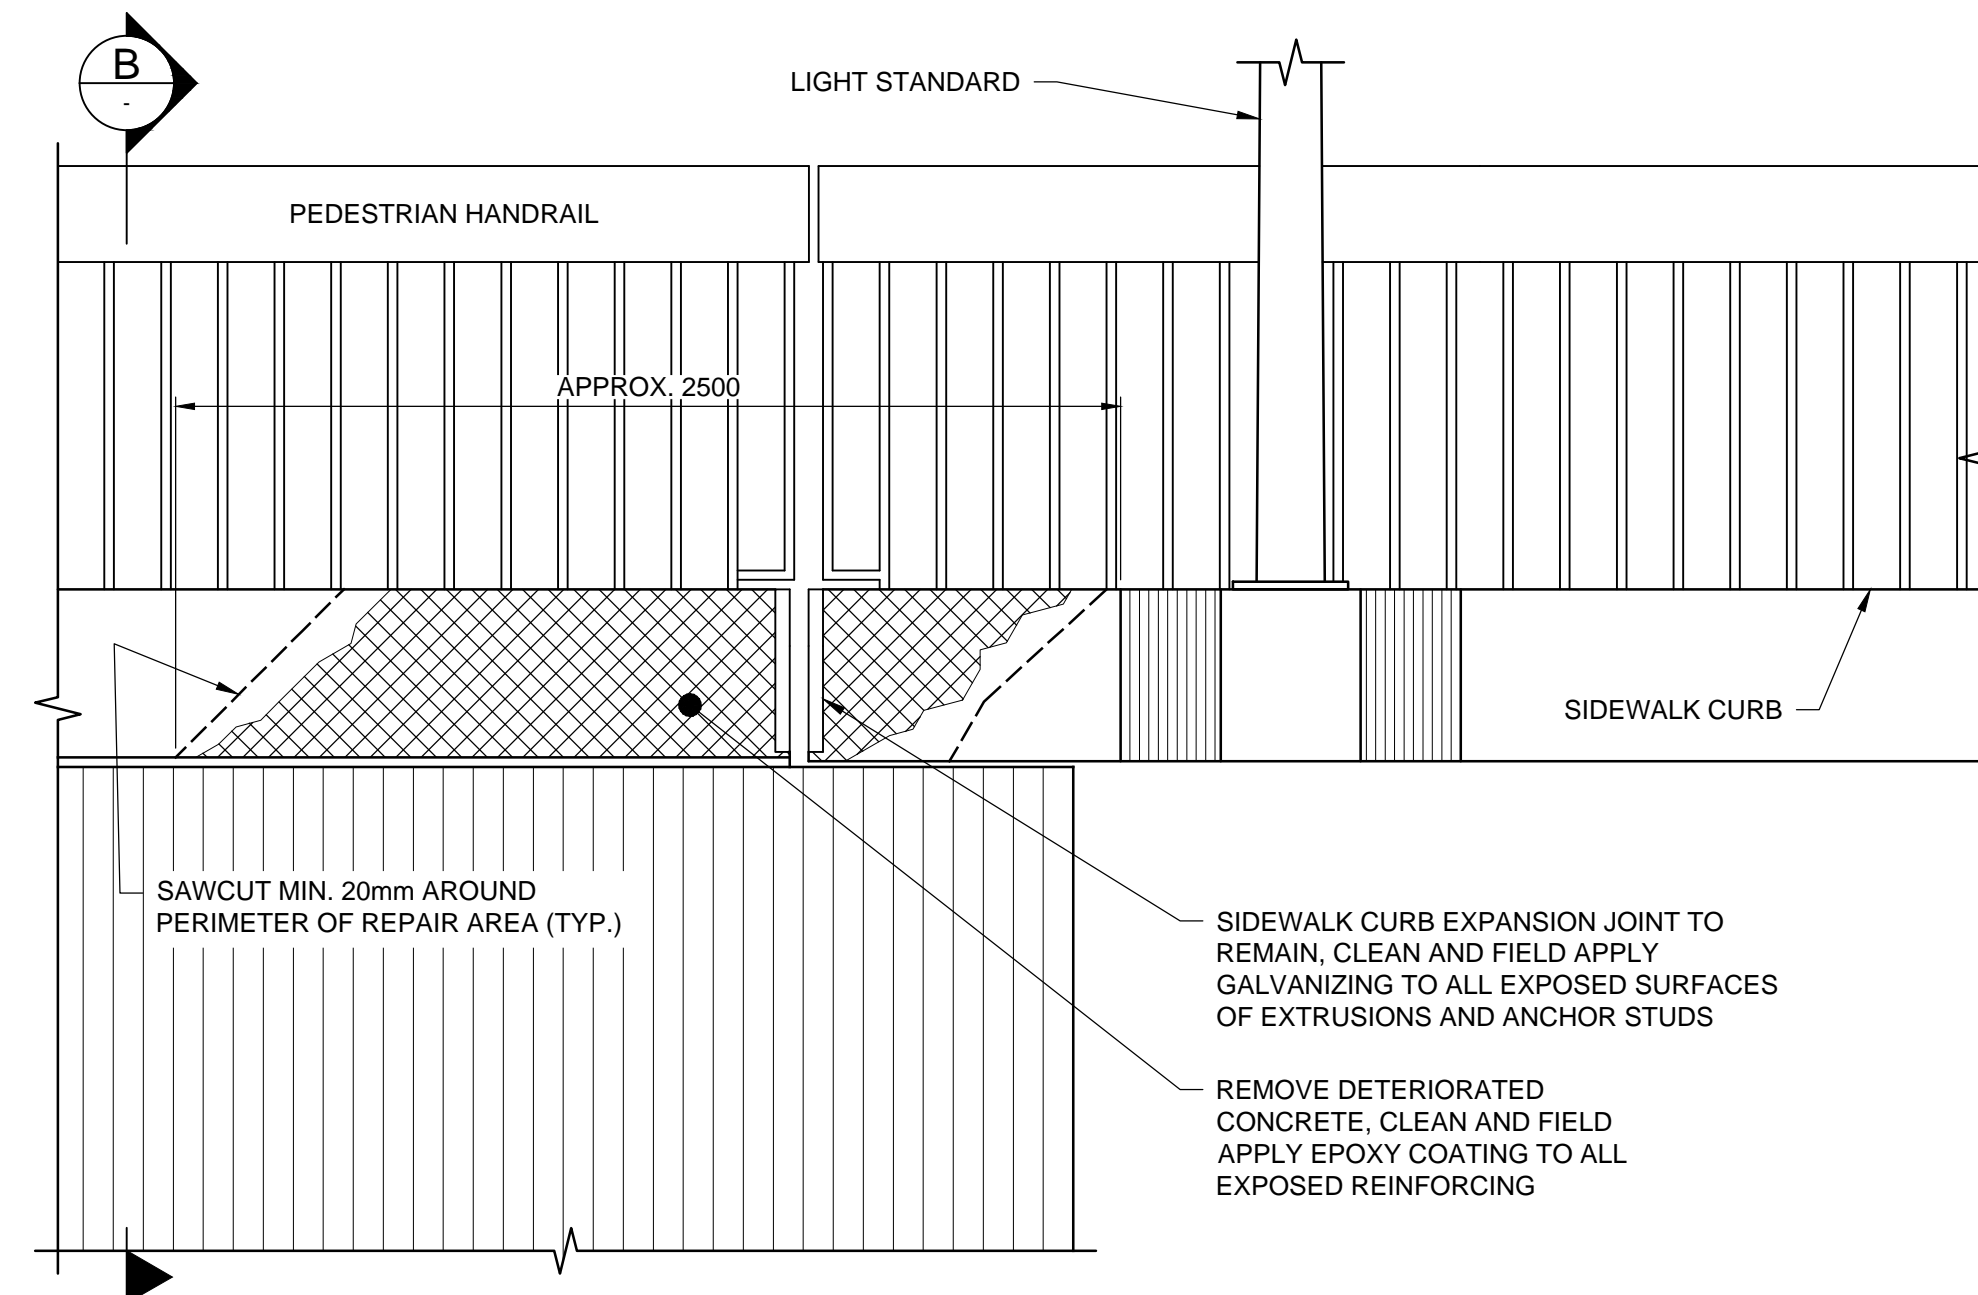 B
-
LIGHT STANDARD
PEDESTRIAN HANDRAIL
APPROX. 2500
SIDEWALK CURB
SAWCUT MIN. 20mm AROUND
PERIMETER OF REPAIR AREA (TYP.)
SIDEWALK CURB EXPANSION JOINT TO
REMAIN, CLEAN AND FIELD APPLY
GALVANIZING TO ALL EXPOSED SURFACES
OF EXTRUSIONS AND ANCHOR STUDS
REMOVE DETERIORATED
CONCRETE, CLEAN AND FIELD
APPLY EPOXY COATING TO ALL
EXPOSED REINFORCING